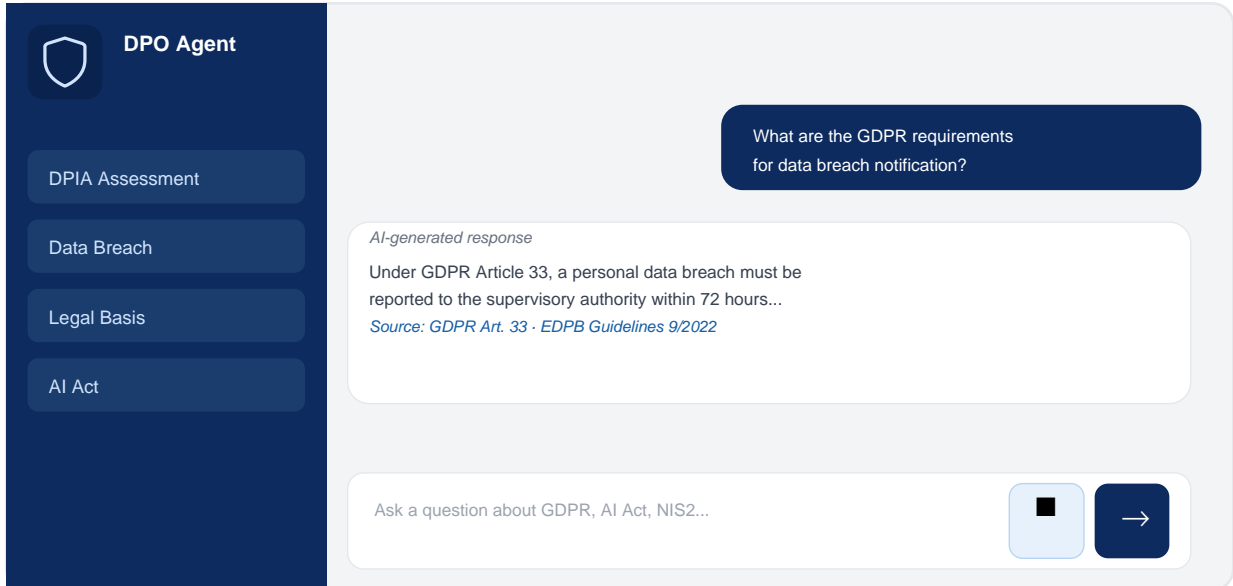 DPO Agent
DPIA Assessment
Data Breach
Legal Basis
AI Act
What are the GDPR requirements
for data breach notification?
AI-generated response
Under GDPR Article 33, a personal data breach must be
reported to the supervisory authority within 72 hours...
Source: GDPR Art. 33 · EDPB Guidelines 9/2022
Ask a question about GDPR, AI Act, NIS2...